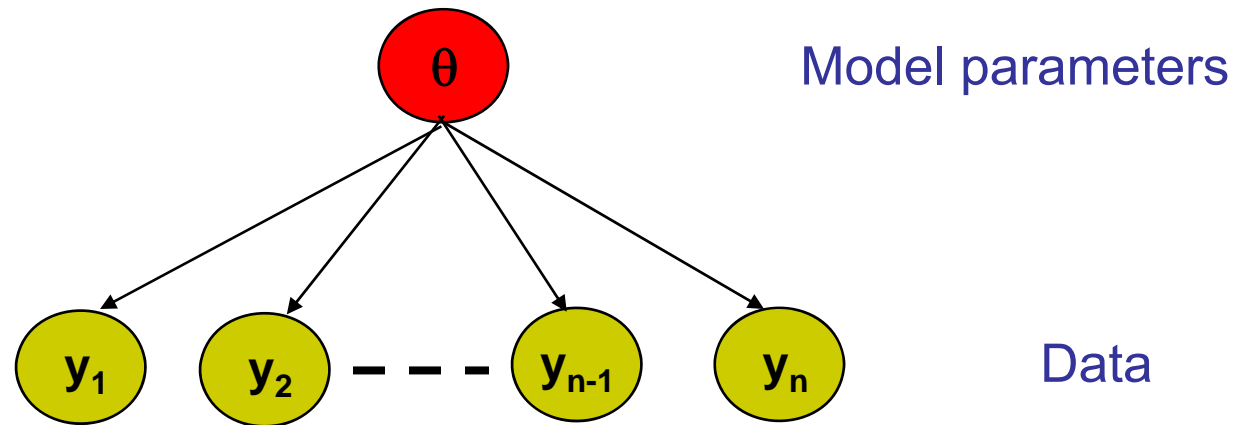 θ
Model parameters
y₁
y₂
yₙ₋₁
yₙ
Data